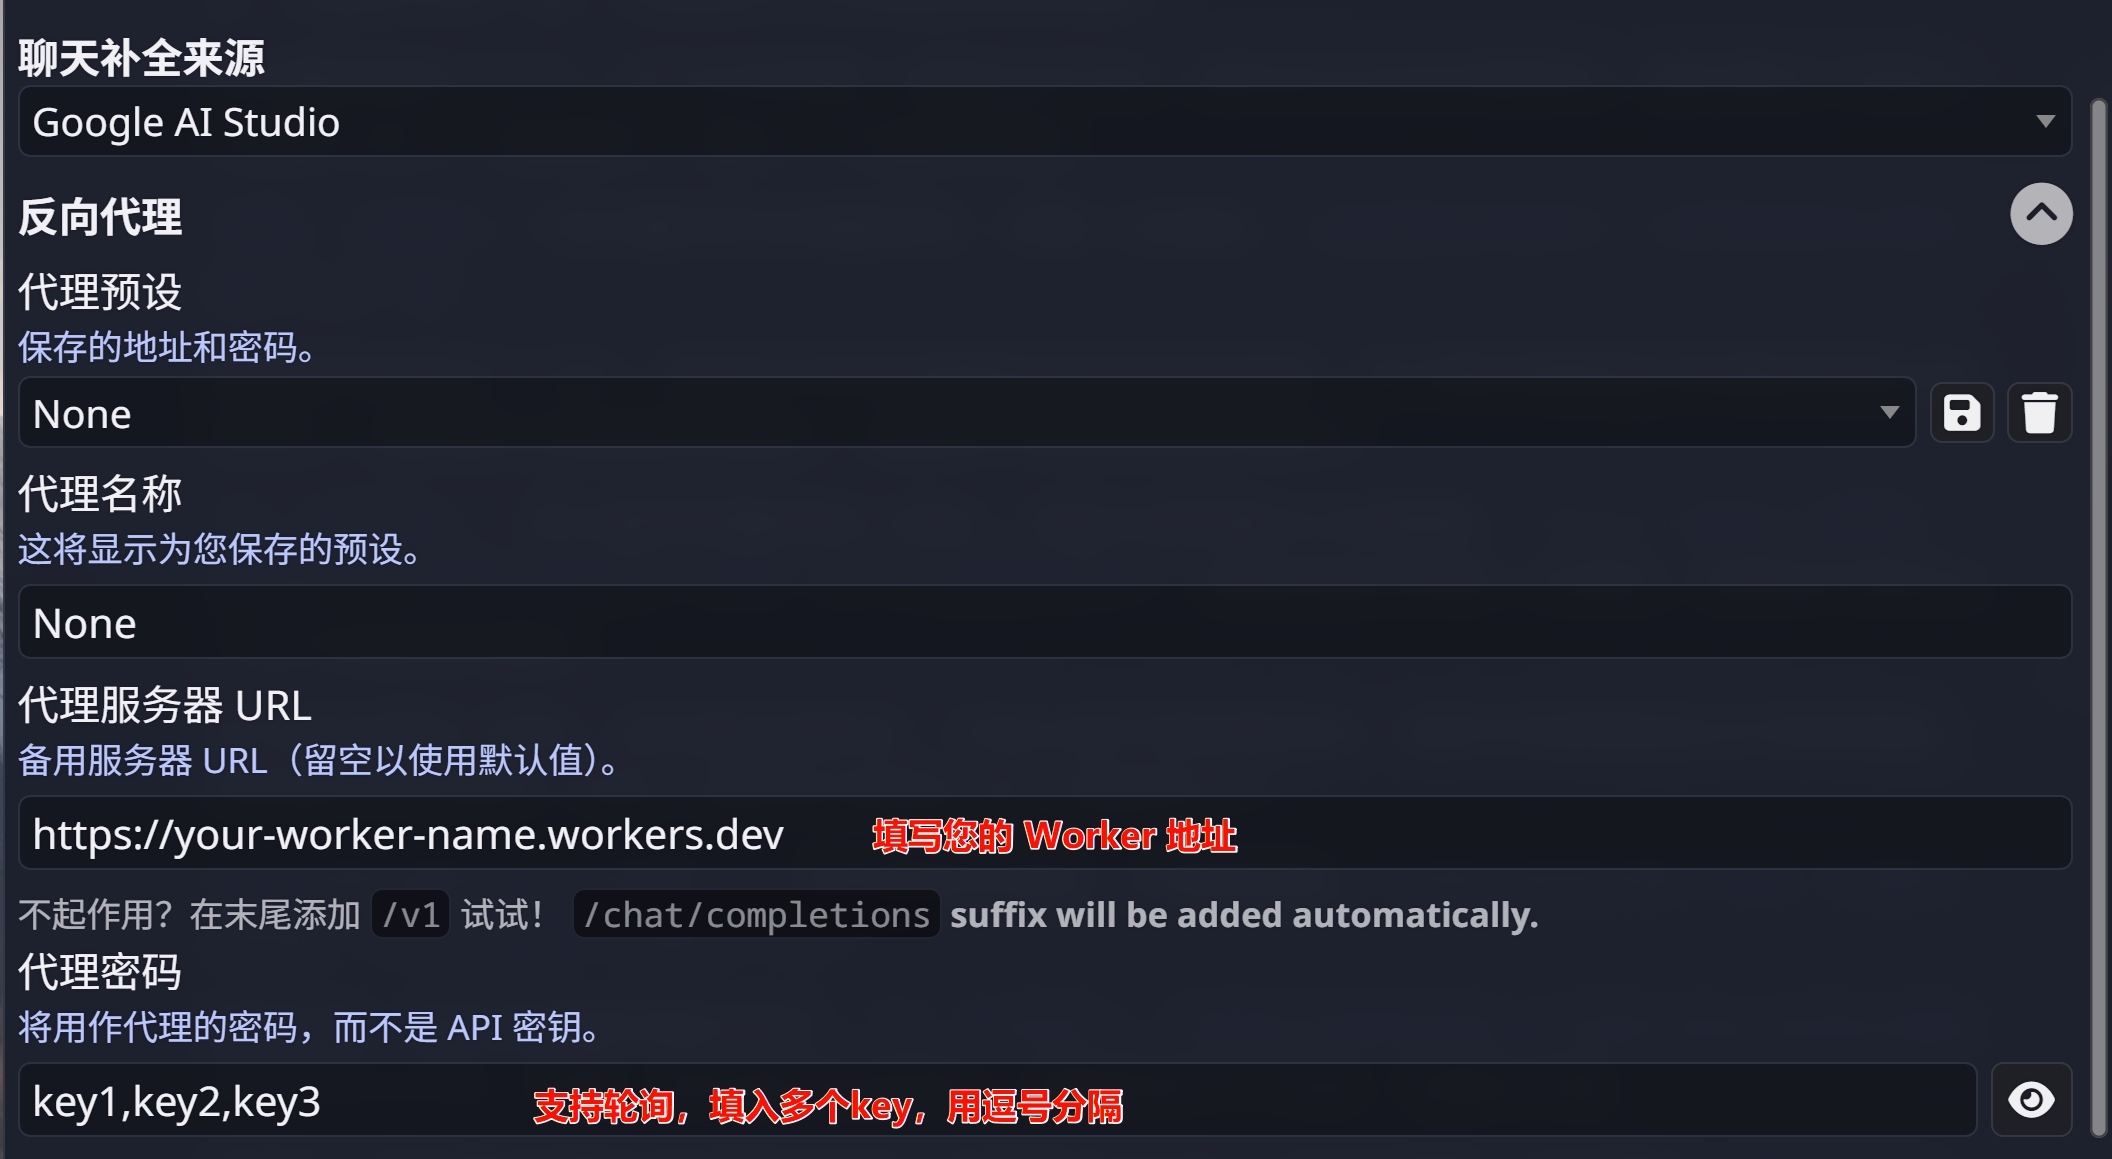 聊天补全来源
Google AI Studio
反向代理
代理预设
保存的地址和密码。
None
代理名称
这将显示为您保存的预设。
None
代理服务器 URL
备用服务器 URL（留空以使用默认值）。
https://your-worker-name.workers.dev 填写您的 Worker 地址
不起作用？在末尾添加 /v1 试试！ /chat/completions suffix will be added automatically.
代理密码
将用作代理的密码，而不是 API 密钥。
key1,key2,key3 支持轮询，填入多个key，用逗号分隔